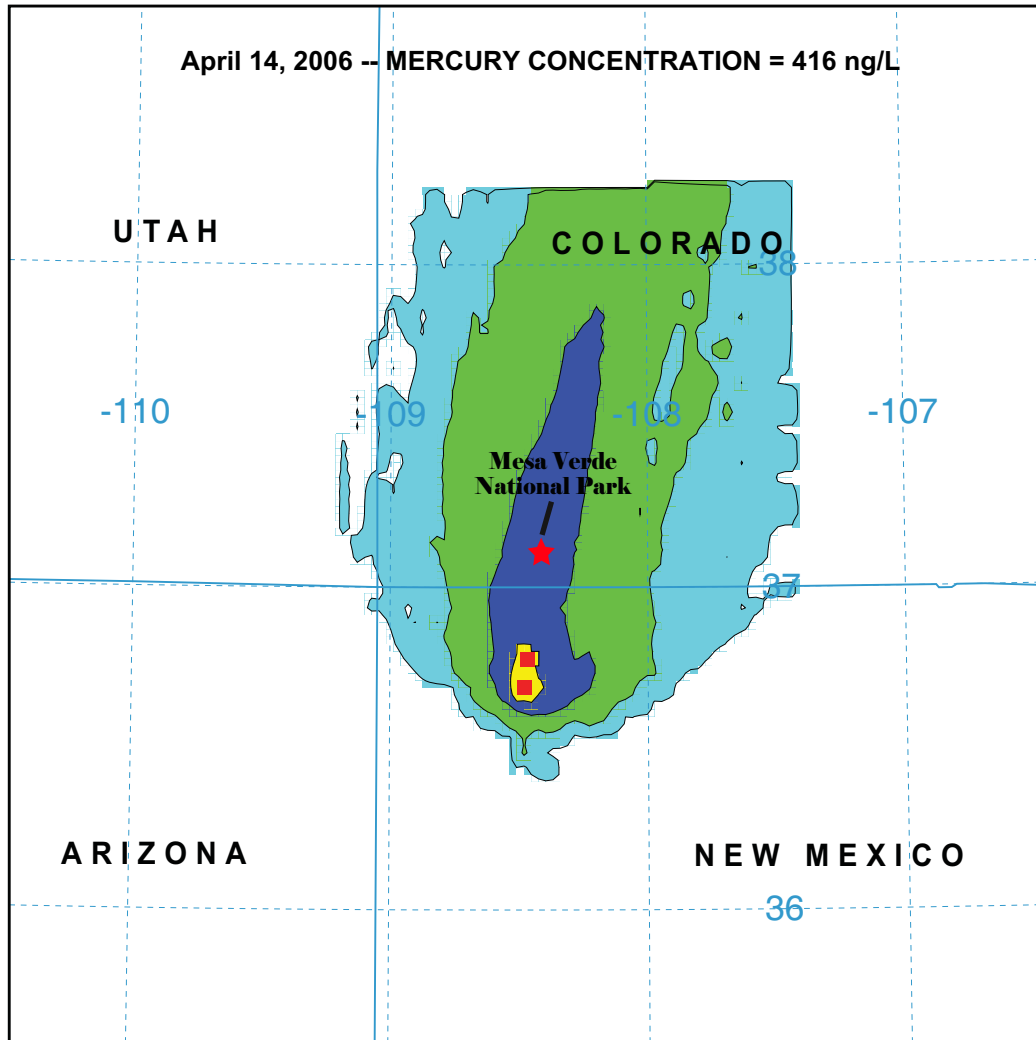 April 14, 2006 -- MERCURY CONCENTRATION = 416 ng/L
UTAH
COLORADO
38
-110
-109
-108
-107
Mesa Verde
National Park
37
ARIZONA
NEW MEXICO
36